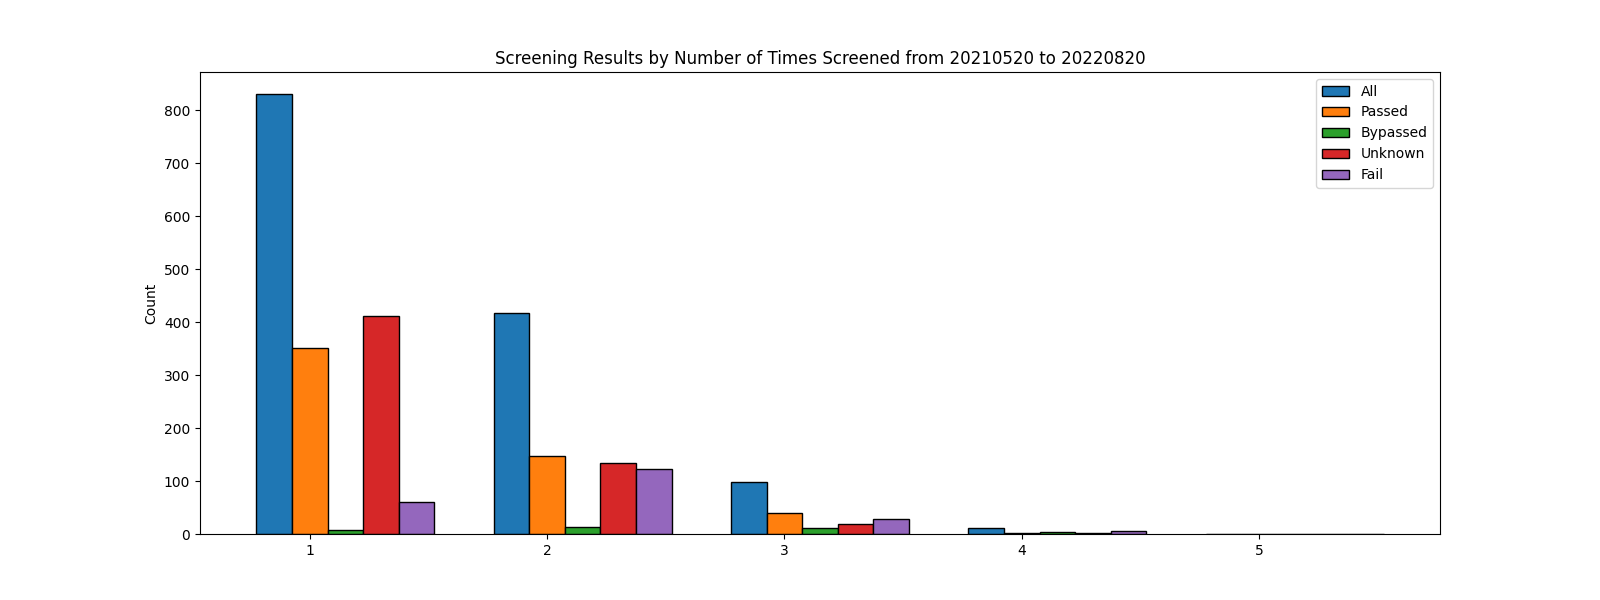 Screening Results by Number of Times Screened from 20210520 to 20220820
All
Passed
Bypassed
Unknown
Fail
800
700
600
500
400
300
200
100
0
Count
1 2 3 4 5